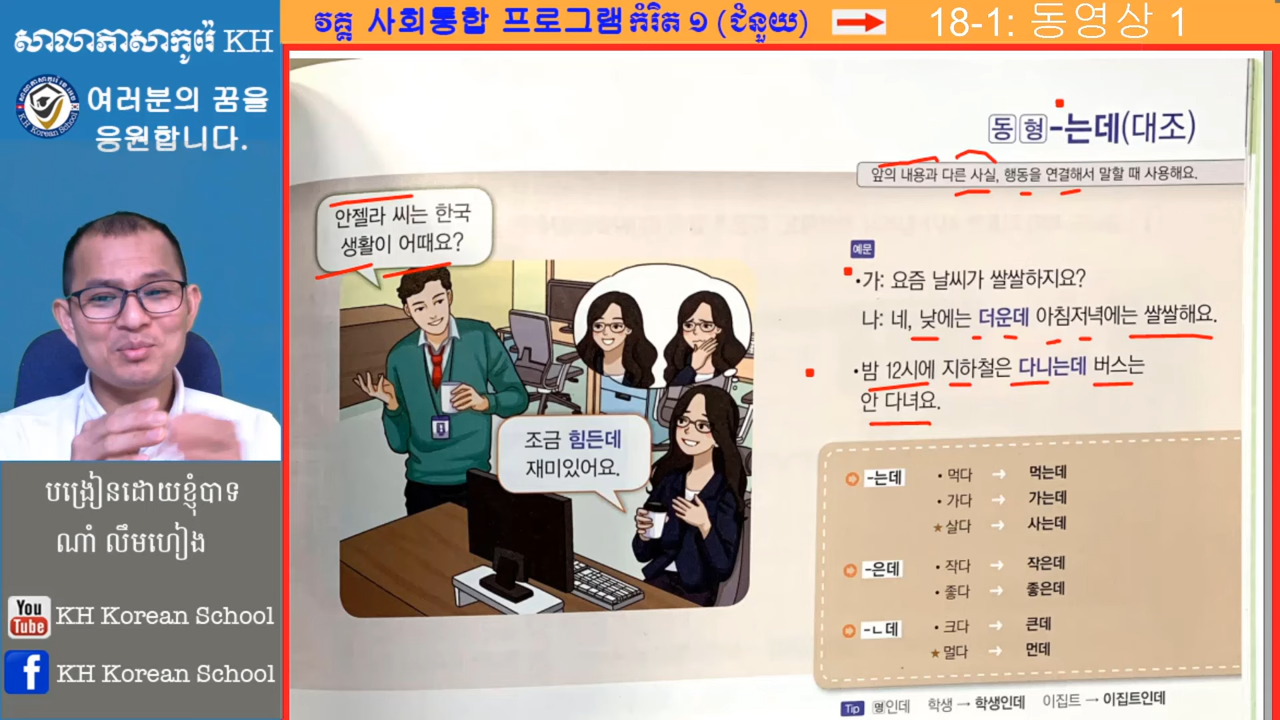 សាលាភាសាកូរ៉េ KH
여러분의 꿈을
응원합니다.
វគ្គ 사회통합 프로그램 កំរិត ១ (ជំនួយ)
18-1: 동영상 1
បង្រៀនដោយខ្ញុំបាទ
ណាំ លឹមហៀង
You Tube KH Korean School
f KH Korean School
동 형 -는데(대조)
앞의 내용과 다른 사실, 행동을 연결해서 말할 때 사용해요.
안젤라 씨는 한국
생활이 어때요?
조금 힘든데
재미있어요.
예문
•가: 요즘 날씨가 쌀쌀하지요?
나: 네, 낮에는 더운데 아침저녁에는 쌀쌀해요.
•밤 12시에 지하철은 다니는데 버스는
안 다녀요.
-는데 • 먹다 → 먹는데
• 가다 → 가는데
★살다 → 사는데
-은데 • 작다 → 작은데
• 좋다 → 좋은데
-ㄴ데 • 크다 → 큰데
★멀다 → 먼데
Tip 명인데 학생 → 학생인데 이집트 → 이집트인데